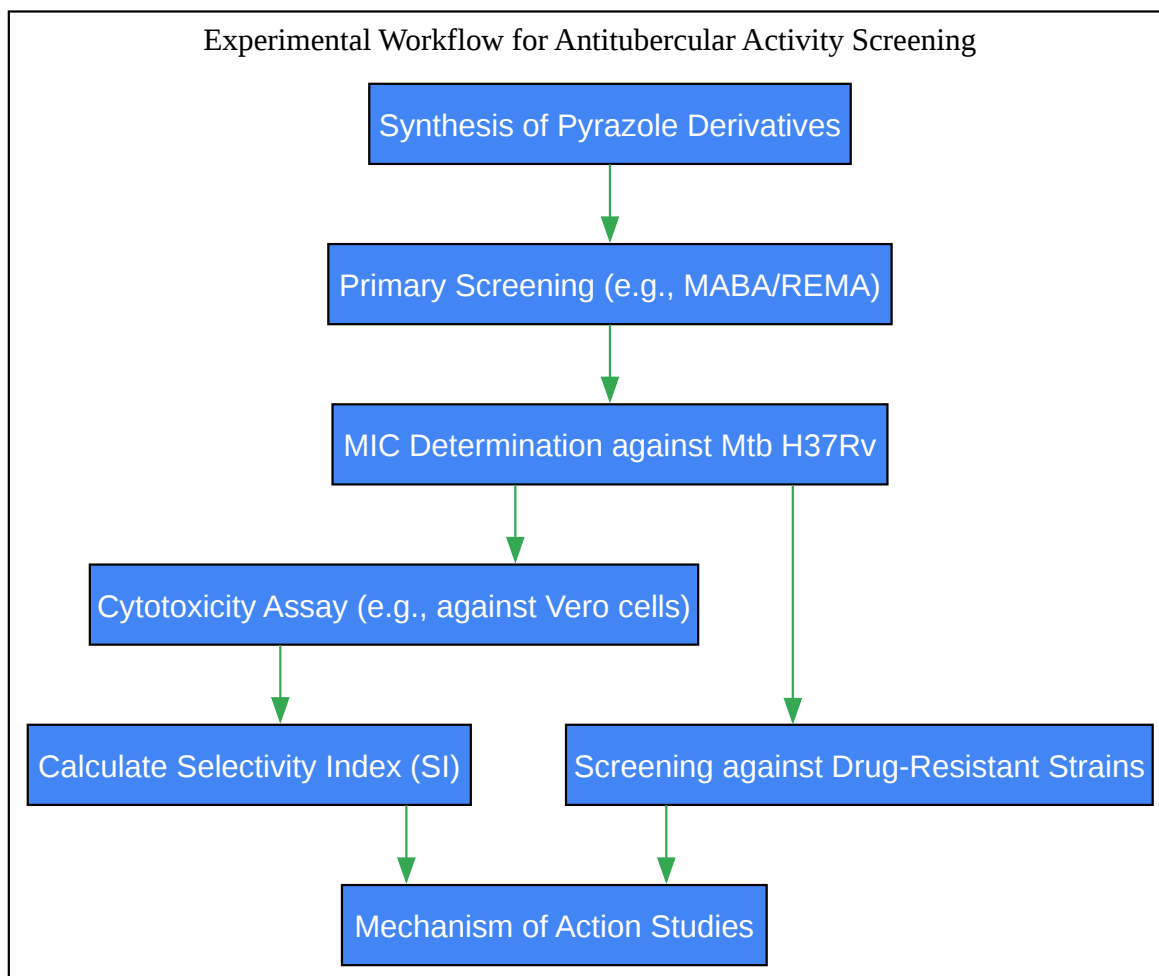 Experimental Workflow for Antitubercular Activity Screening
Synthesis of Pyrazole Derivatives
Primary Screening (e.g., MABA/REMA)
MIC Determination against Mtb H37Rv
Cytotoxicity Assay (e.g., against Vero cells)
Calculate Selectivity Index (SI)
Screening against Drug-Resistant Strains
Mechanism of Action Studies